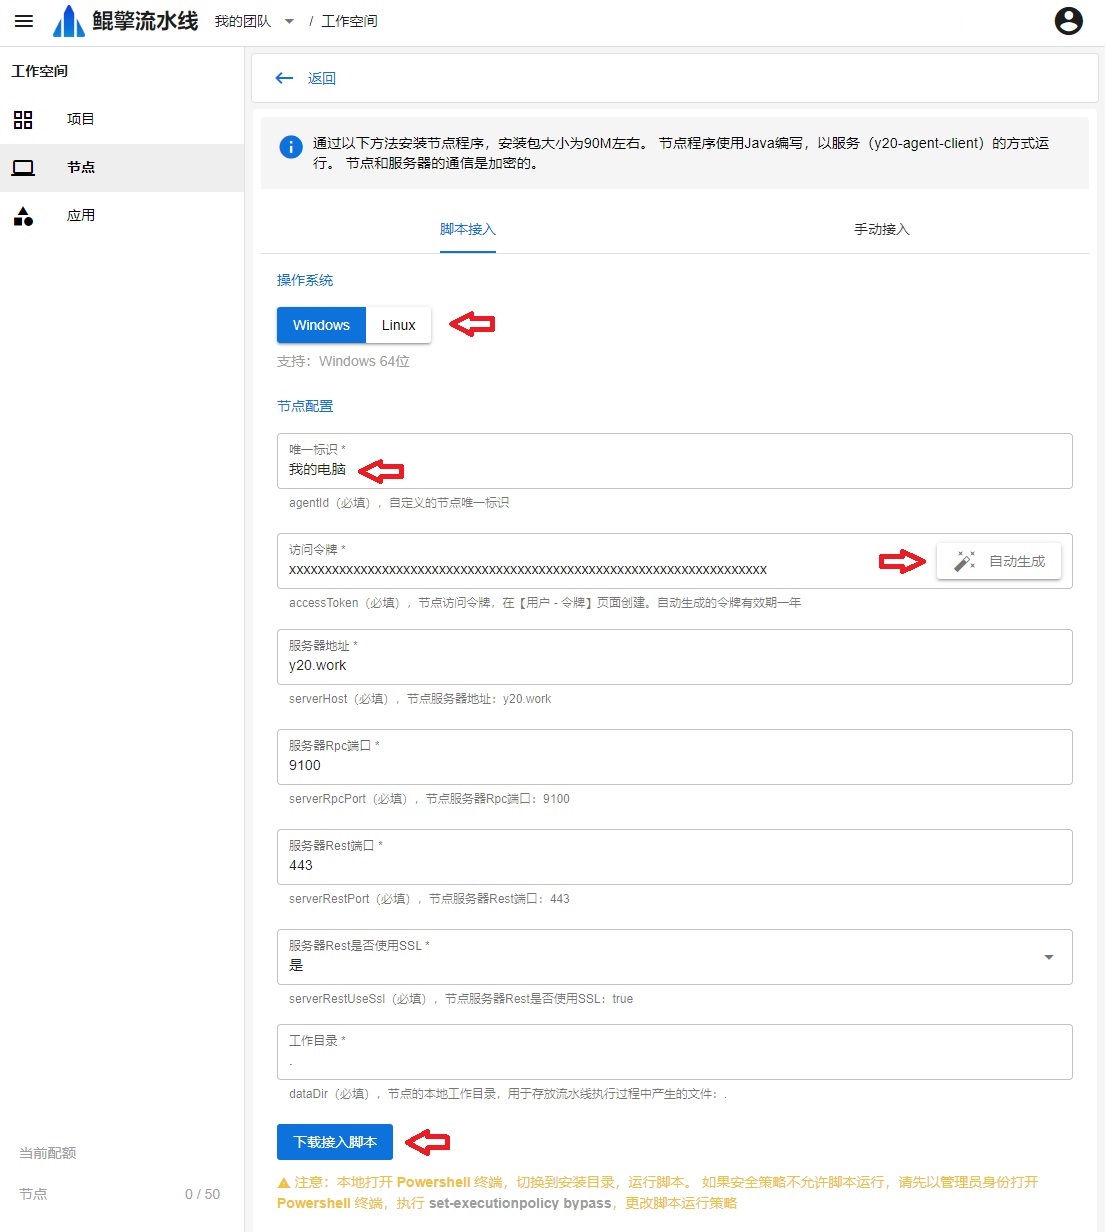 鲲擎流水线 我的团队 / 工作空间
工作空间
项目
节点
应用
返回
通过以下方法安装节点程序，安装包大小为90M左右。 节点程序使用Java编写，以服务（y20-agent-client）的方式运
行。 节点和服务器的通信是加密的。
脚本接入 手动接入
操作系统
Windows Linux
支持：Windows 64位
节点配置
唯一标识 *
我的电脑
agentId（必填），自定义的节点唯一标识
访问令牌 *
xxxxxxxxxxxxxxxxxxxxxxxxxxxxxxxxxxxxxxxxxxxxxxxxxxxxxxxxxxxxxxxxxxxx
自动生成
accessToken（必填），节点访问令牌，在【用户 - 令牌】页面创建。自动生成的令牌有效期一年
服务器地址 *
y20.work
serverHost（必填），节点服务器地址：y20.work
服务器Rpc端口 *
9100
serverRpcPort（必填），节点服务器Rpc端口：9100
服务器Rest端口 *
443
serverRestPort（必填），节点服务器Rest端口：443
服务器Rest是否使用SSL *
是
serverRestUseSsl（必填），节点服务器Rest是否使用SSL：true
工作目录 *
.
dataDir（必填），节点的本地工作目录，用于存放流水线执行过程中产生的文件：.
下载接入脚本
注意：本地打开 Powershell 终端，切换到安装目录，运行脚本。 如果安全策略不允许脚本运行，请先以管理员身份打开
Powershell 终端，执行 set-executionpolicy bypass，更改脚本运行策略
当前配额
节点 0 / 50